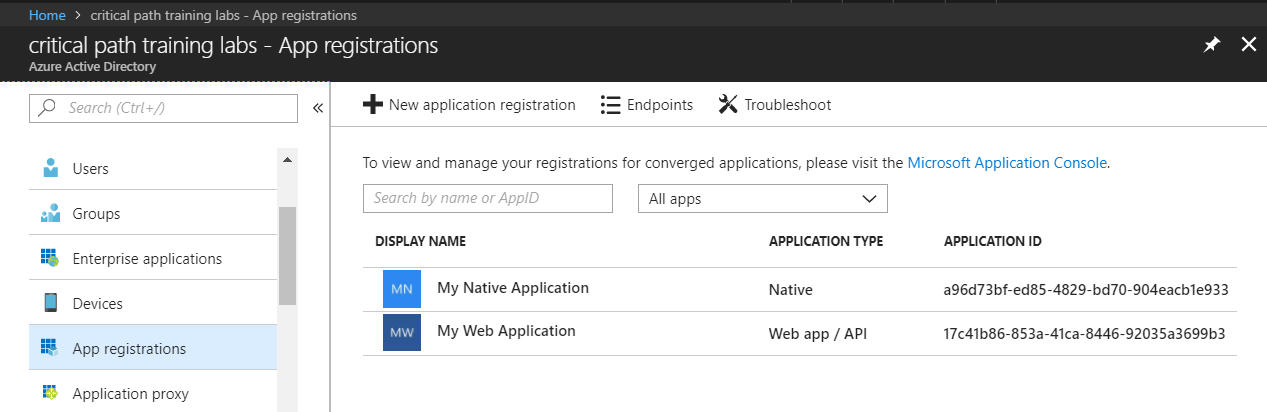 Home > critical path training labs - App registrations
critical path training labs - App registrations
Azure Active Directory
Search (Ctrl+/)
«
Users
Groups
Enterprise applications
Devices
App registrations
Application proxy
New application registration Endpoints Troubleshoot
To view and manage your registrations for converged applications, please visit the Microsoft Application Console.
Search by name or AppID All apps
DISPLAY NAME APPLICATION TYPE APPLICATION ID
MN My Native Application Native a96d73bf-ed85-4829-bd70-904eacb1e933
MW My Web Application Web app / API 17c41b86-853a-41ca-8446-92035a3699b3